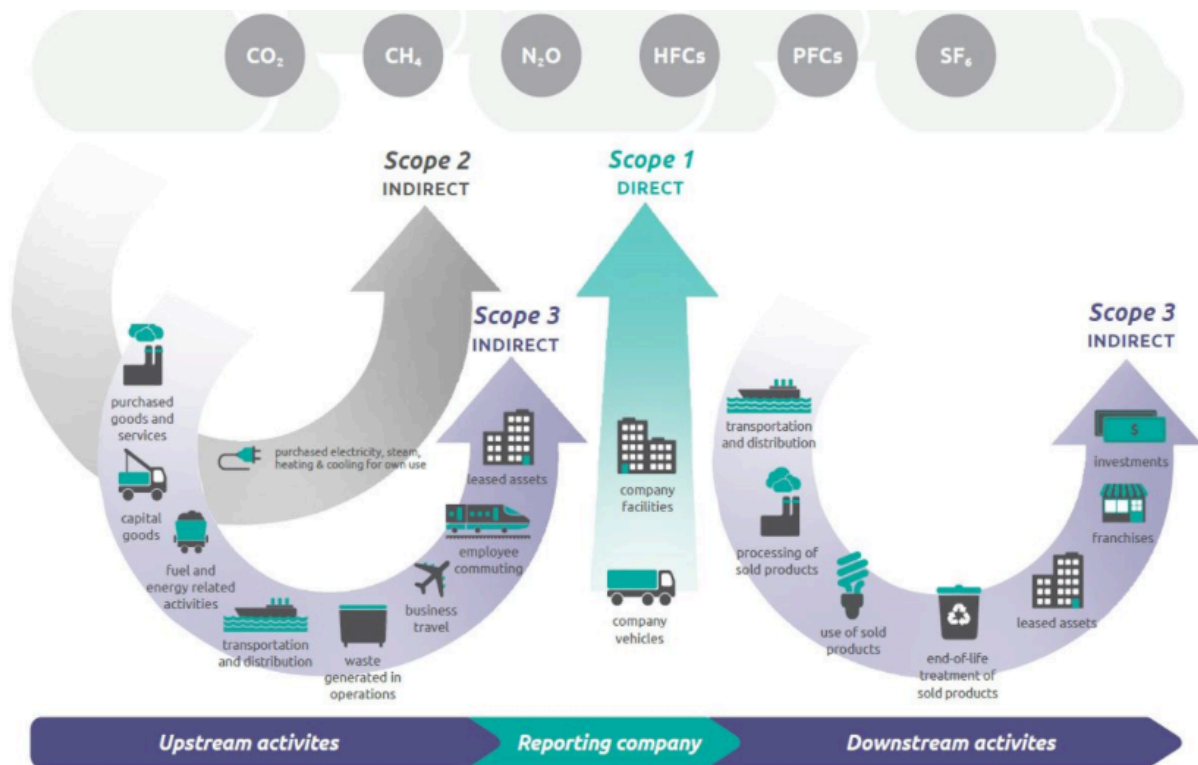 CO₂
CH₄
N₂O
HFCs
PFCs
SF₆
Scope 2
INDIRECT
Scope 1
DIRECT
Scope 3
INDIRECT
Scope 3
INDIRECT
purchased
goods and
services
capital
goods
fuel and
energy related
activities
purchased electricity, steam,
heating & cooling for own use
transportation
and distribution
waste
generated in
operations
business
travel
employee
commuting
leased assets
company
facilities
company
vehicles
transportation
and distribution
processing of
sold products
use of sold
products
end-of-life
treatment of
sold products
leased assets
franchises
$
investments
Upstream activites
Reporting company
Downstream activites